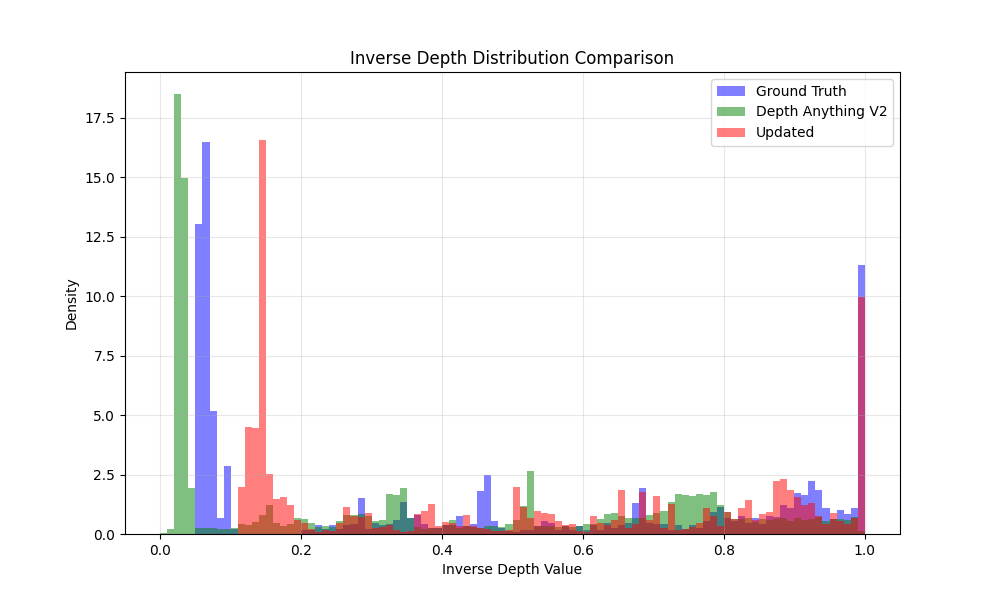 Inverse Depth Distribution Comparison
Ground Truth
Depth Anything V2
Updated
Density
17.5
15.0
12.5
10.0
7.5
5.0
2.5
0.0
0.0 0.2 0.4 0.6 0.8 1.0
Inverse Depth Value